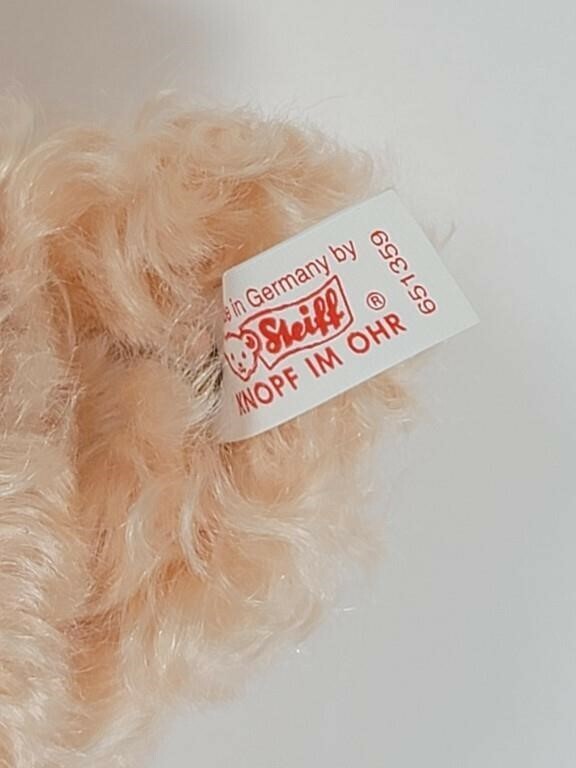 in Germany by
Steiff ®
KNOPF IM OHR
651359